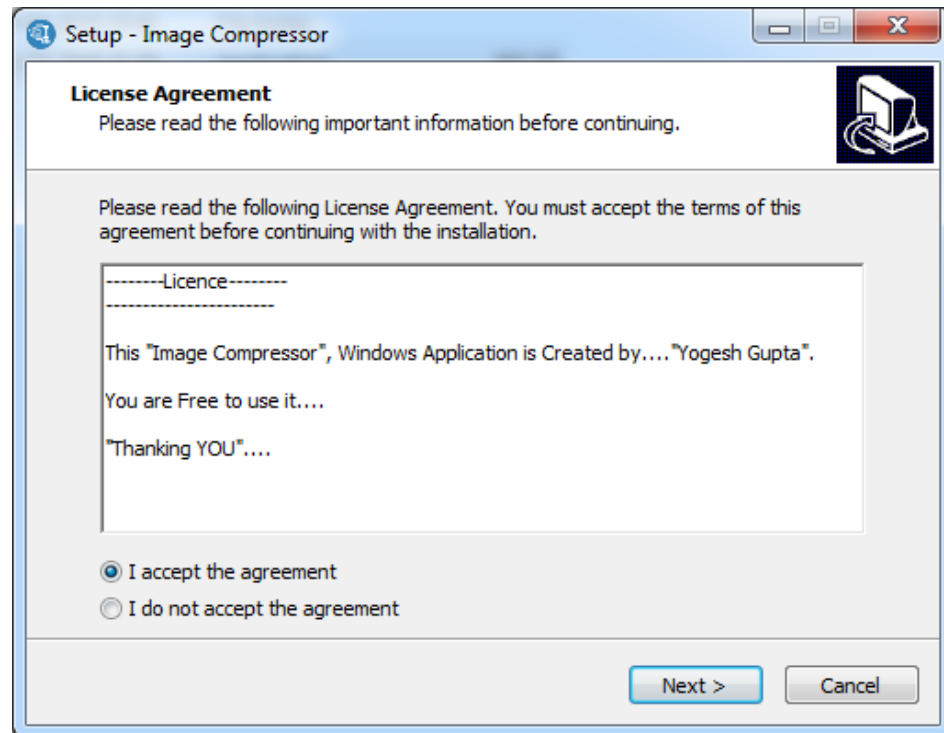 Setup - Image Compressor
License Agreement
Please read the following important information before continuing.
Please read the following License Agreement. You must accept the terms of this
agreement before continuing with the installation.
--------Licence--------
-----------------------
This "Image Compressor", Windows Application is Created by...."Yogesh Gupta".
You are Free to use it....
"Thanking YOU"....
I accept the agreement
I do not accept the agreement
Next >
Cancel